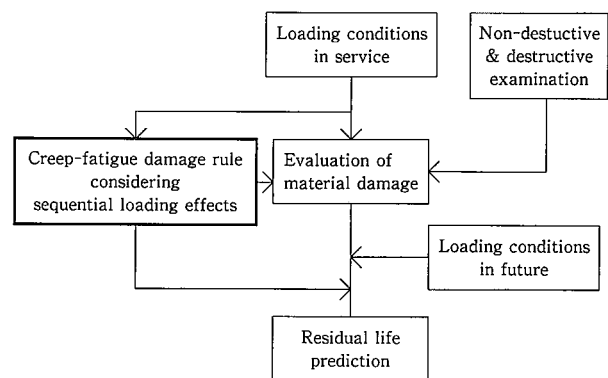 Loading conditions
in service
Non-destuctive
& destructive
examination
Creep-fatigue damage rule
considering
sequential loading effects
Evaluation of
material damage
Loading conditions
in future
Residual life
prediction